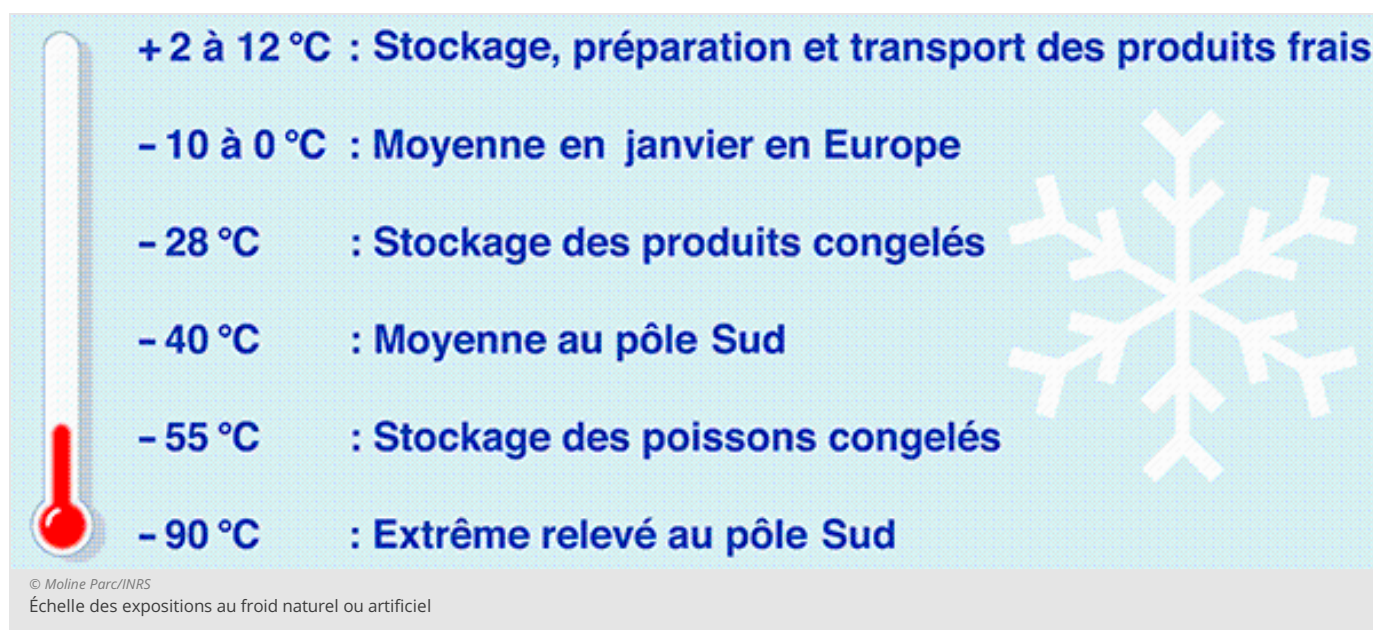 + 2 à 12 °C : Stockage, préparation et transport des produits frais
– 10 à 0 °C : Moyenne en janvier en Europe
– 28 °C : Stockage des produits congelés
– 40 °C : Moyenne au pôle Sud
– 55 °C : Stockage des poissons congelés
– 90 °C : Extrême relevé au pôle Sud
© Moline Parc/INRS
Échelle des expositions au froid naturel ou artificiel